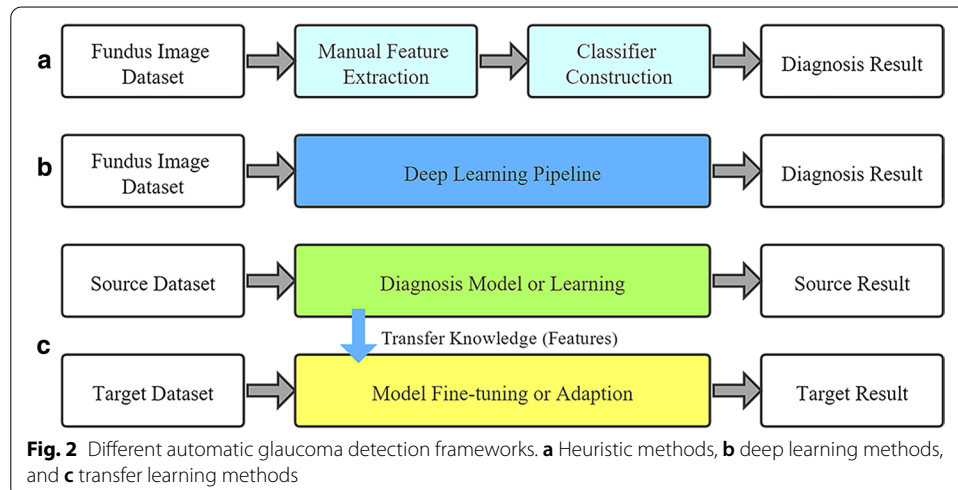 a
Fundus Image
Dataset
Manual Feature
Extraction
Classifier
Construction
Diagnosis Result
b
Fundus Image
Dataset
Deep Learning Pipeline
Diagnosis Result
Source Dataset
Diagnosis Model or Learning
Source Result
c
Transfer Knowledge (Features)
Target Dataset
Model Fine-tuning or Adaption
Target Result
Fig. 2 Different automatic glaucoma detection frameworks. a Heuristic methods, b deep learning methods,
and c transfer learning methods